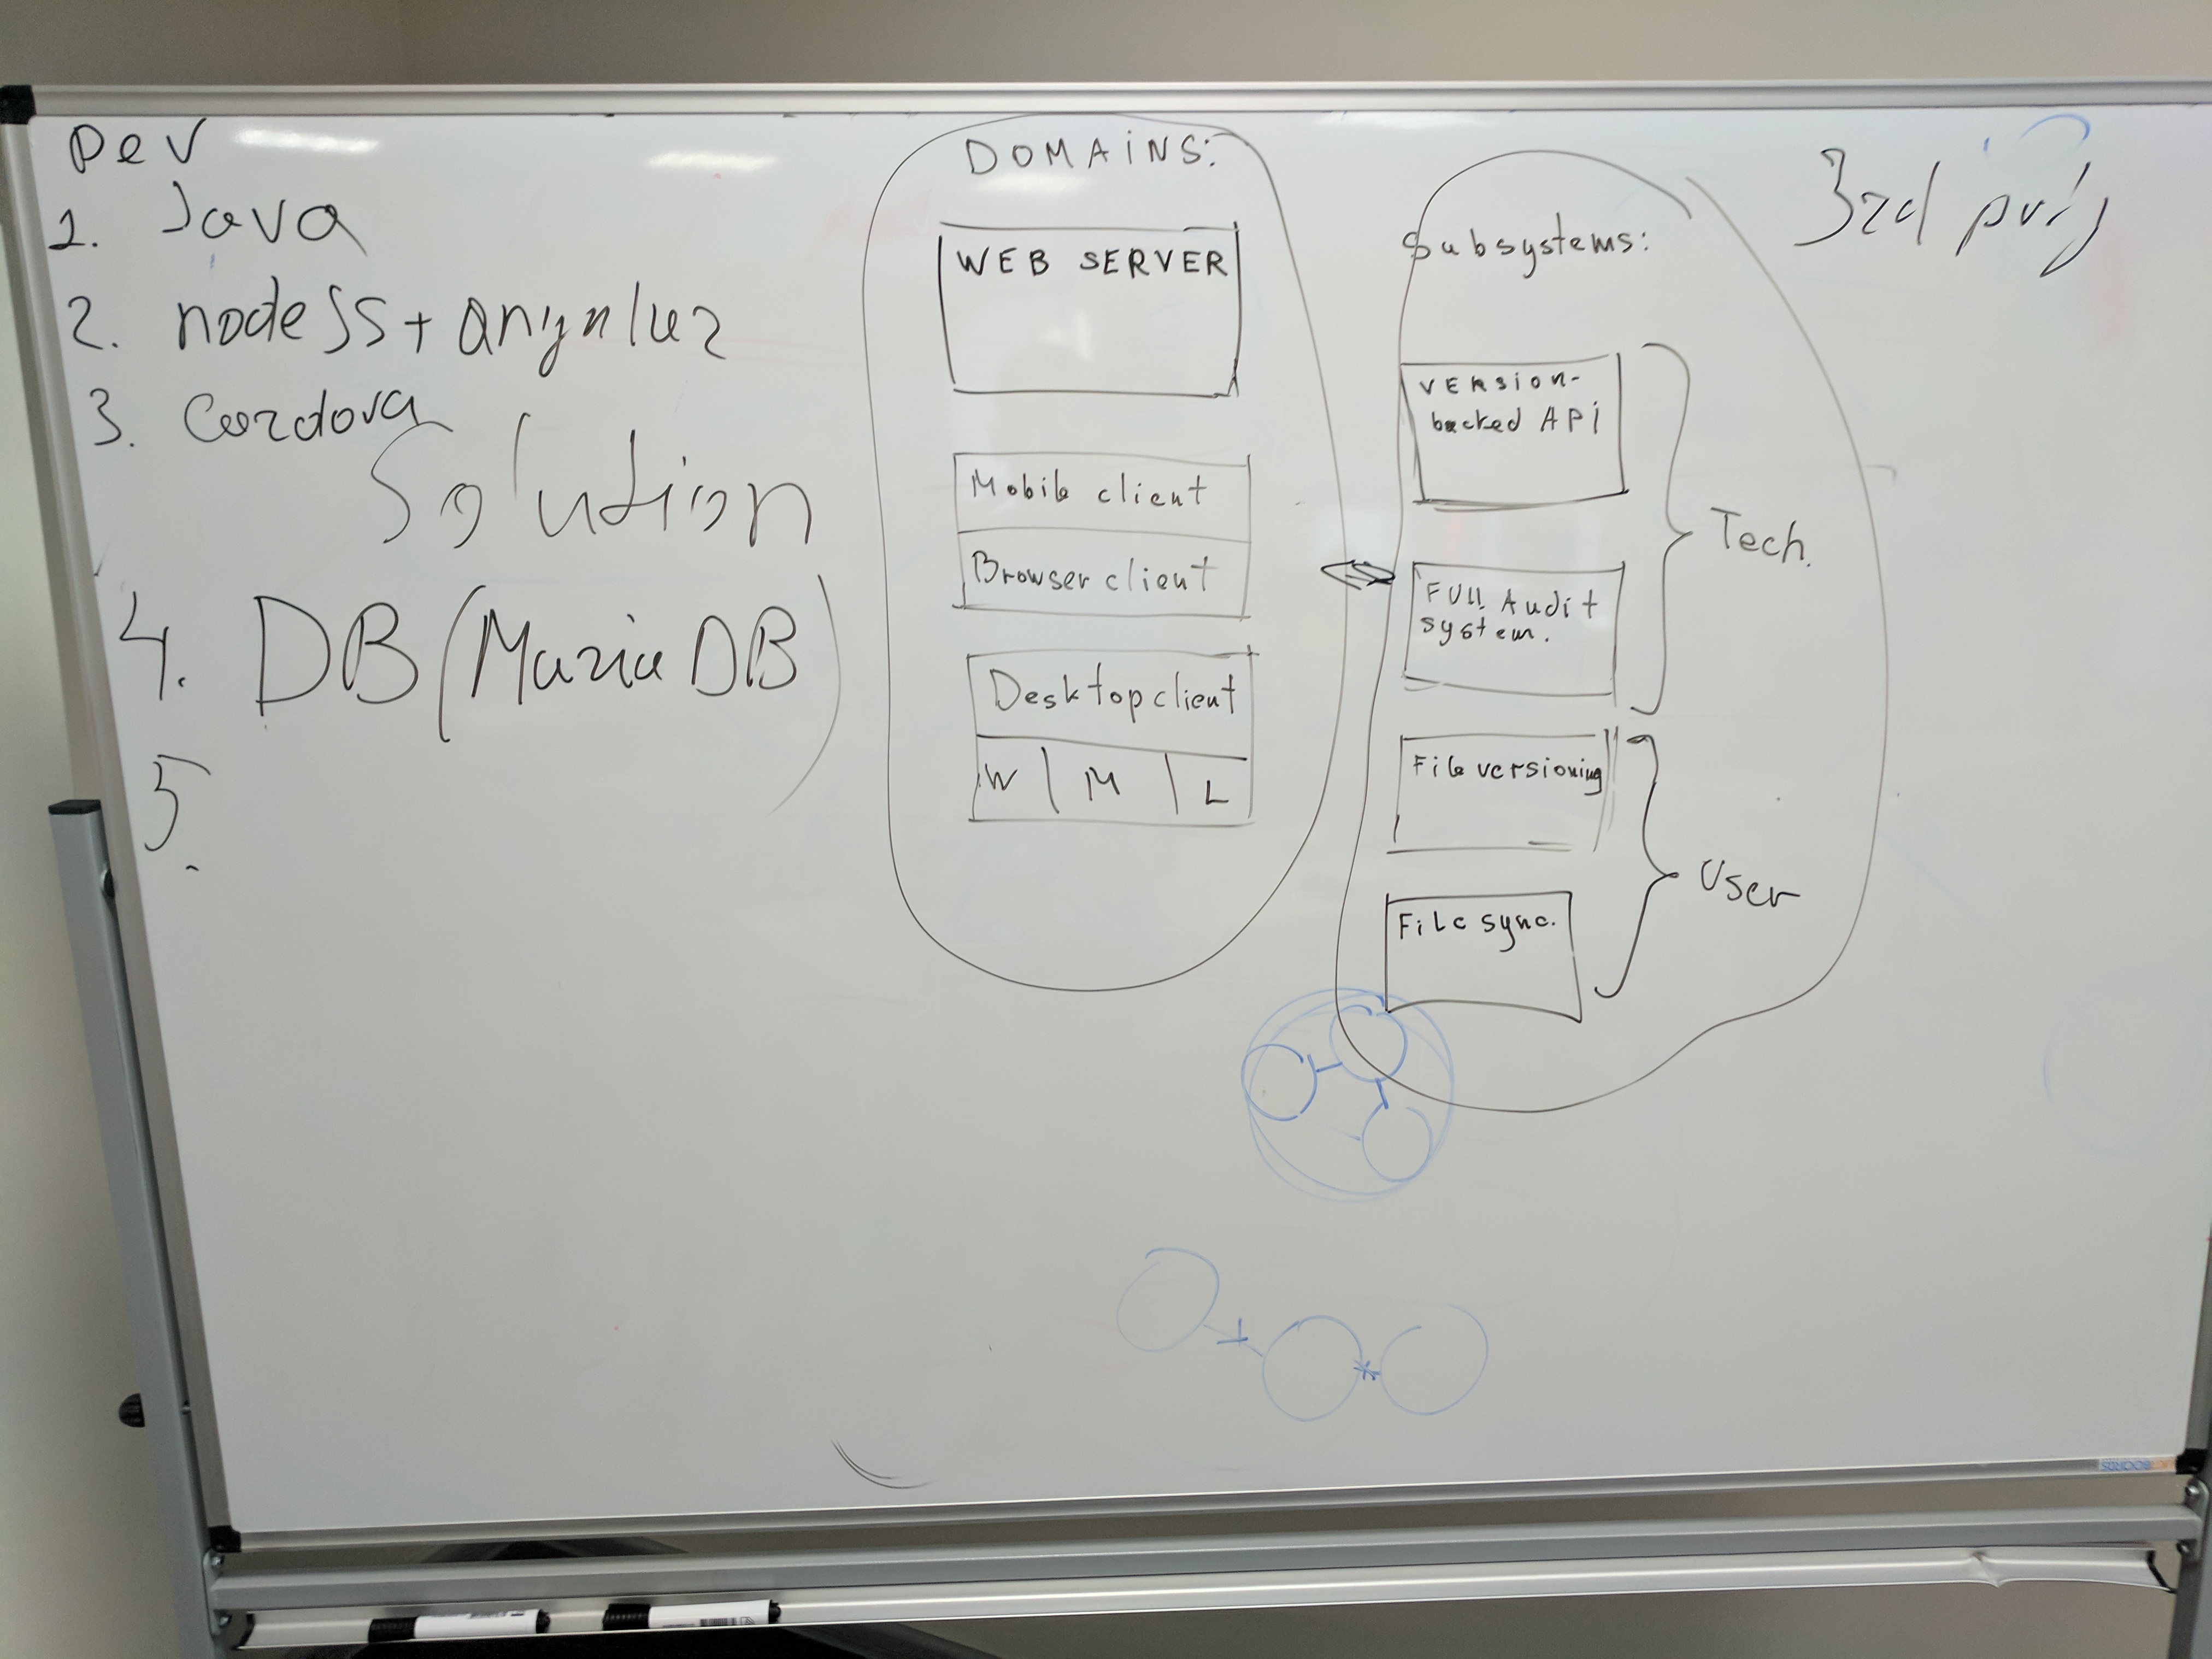 Dev
1. Java
2. nodeJS + angular 2
3. Cordova
Solution
4. DB (MariaDB)
5.
DOMAINS:
WEB SERVER
Mobile client
Browser client
Desktop client
W | M | L
Subsystems:
VERSION-
backed API
FULL Audit
system.
Tech.
File versioning
File sync.
User
3rd